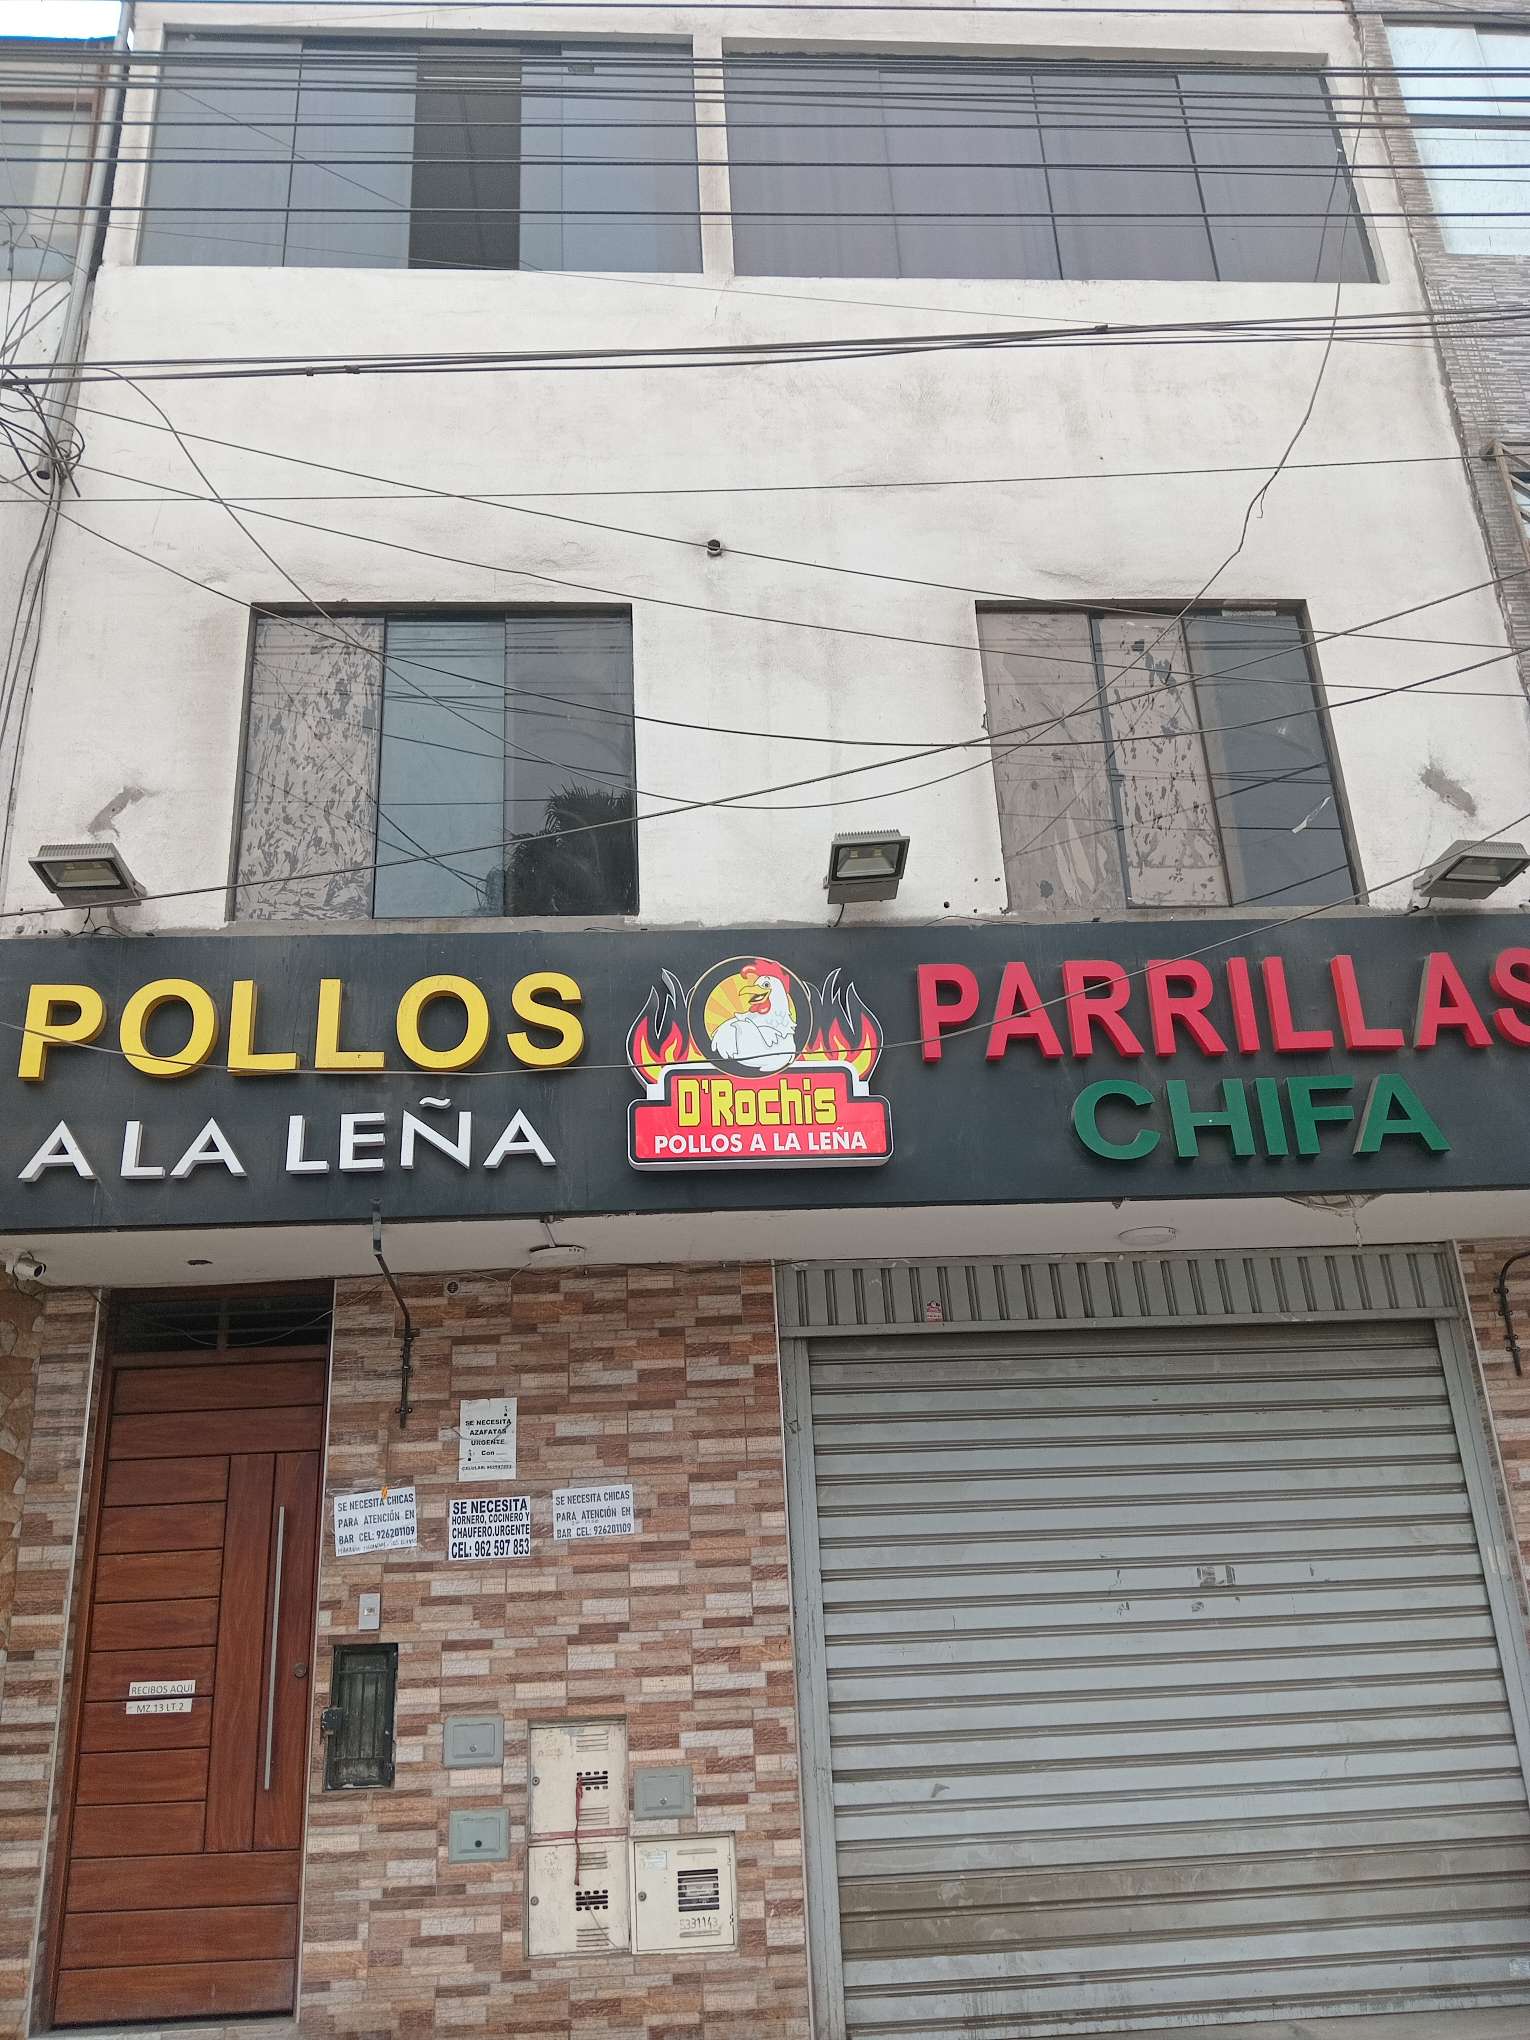 POLLOS
A LA LEÑA
D'Rochis
POLLOS A LA LEÑA
PARRILLAS
CHIFA
SE NECESITA
AZAFATAS
URGENTE
SE NECESITA CHICAS
PARA ATENCIÓN EN
BAR CEL: 926201109
SE NECESITA
HORNERO, COCINERO Y
CHAUFERO.URGENTE
CEL: 962 597 853
SE NECESITA CHICAS
PARA ATENCIÓN EN
BAR CEL: 926201109
RECIBOS AQUÍ
MZ.13 LT.2
5331143